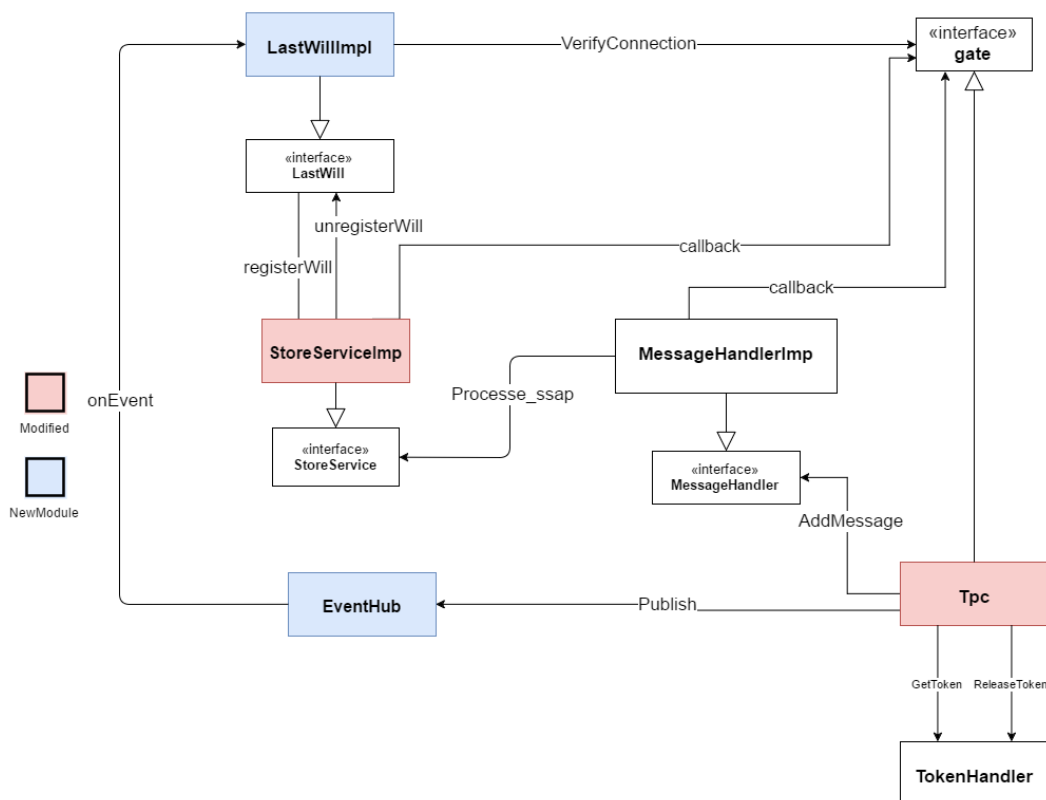 LastWillImpl
VerifyConnection
«interface»
gate
«interface»
LastWill
unregisterWill
registerWill
callback
callback
StoreServiceImp
MessageHandlerImp
Modified
onEvent
Processe_ssap
«interface»
StoreService
«interface»
MessageHandler
NewModule
AddMessage
EventHub
Publish
Tpc
GetToken
ReleaseToken
TokenHandler